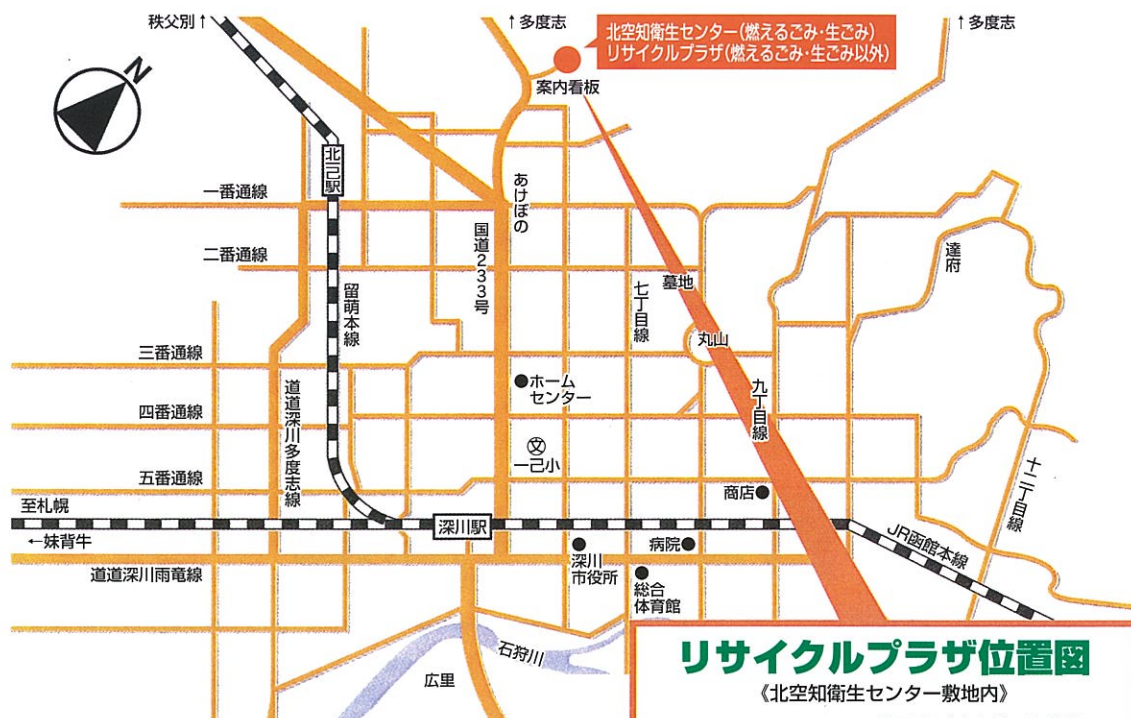 秩父別↑
↑多度志
↑多度志
北空知衛生センター(燃えるごみ・生ごみ)
リサイクルプラザ(燃えるごみ・生ごみ以外)
案内看板
N
北一己駅
あけぼの
一番通線
国道233号
二番通線
達府
墓地
七丁目線
留萌本線
丸山
三番通線
ホーム
センター
九丁目線
道道深川多度志線
四番通線
文
一己小
十二丁目線
五番通線
商店
至札幌
深川駅
←妹背牛
病院
JR函館本線
道道深川雨竜線
深川
市役所
総合
体育館
石狩川
広里
リサイクルプラザ位置図
《北空知衛生センター敷地内》